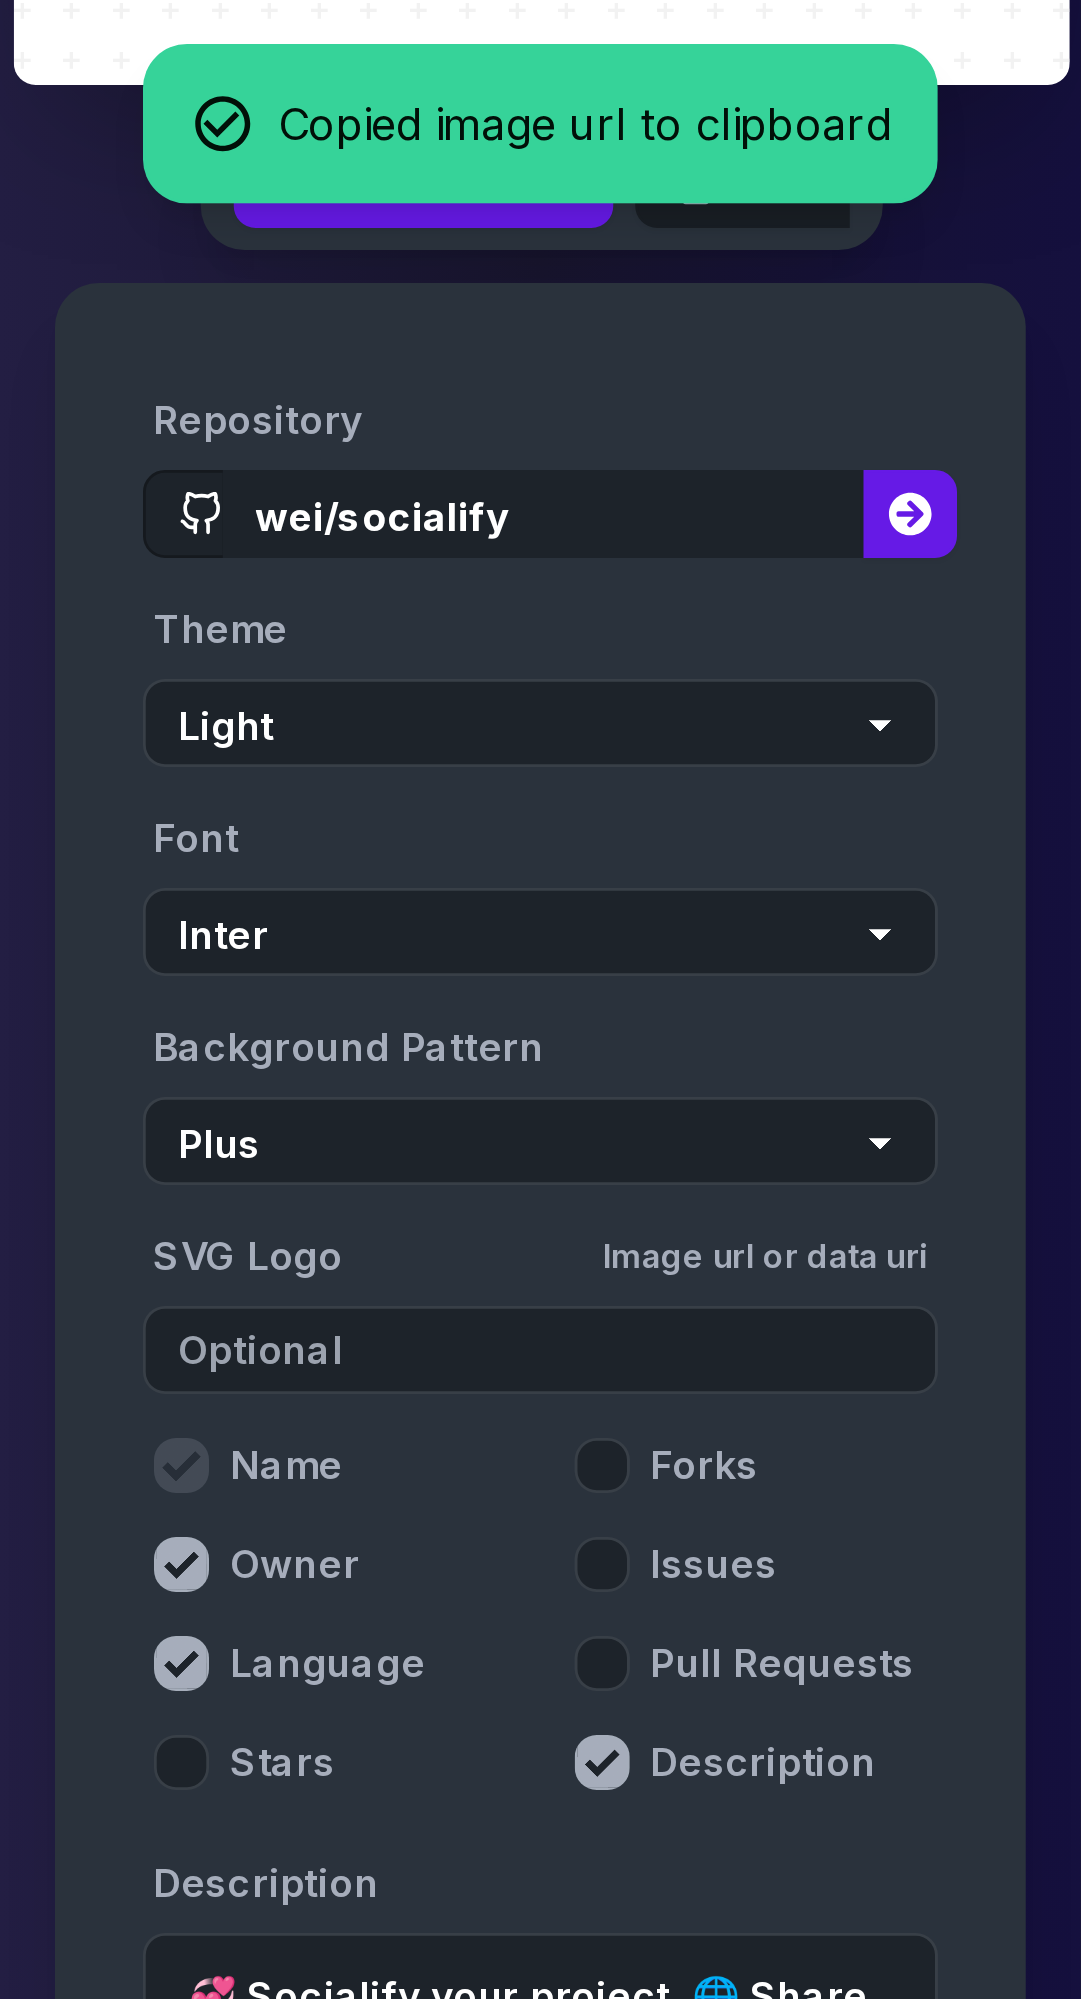 Copied image url to clipboard
Repository
wei/socialify
Theme
Light
Font
Inter
Background Pattern
Plus
SVG Logo
Image url or data uri
Optional
Name
Forks
Owner
Issues
Language
Pull Requests
Stars
Description
Description
💞 Socialify your project. 🌐 Share